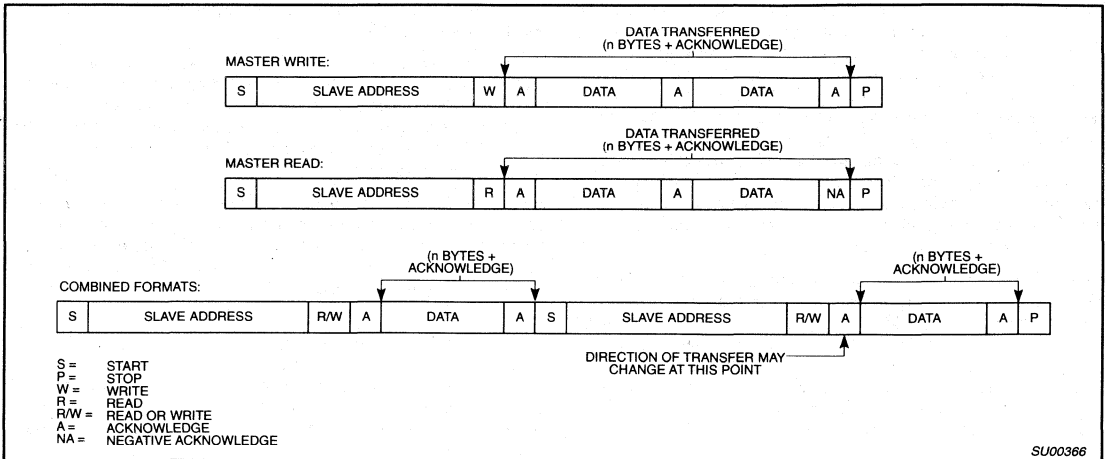 DATA TRANSFERRED
(n BYTES + ACKNOWLEDGE)
MASTER WRITE:
S SLAVE ADDRESS W A DATA A DATA A P
DATA TRANSFERRED
(n BYTES + ACKNOWLEDGE)
MASTER READ:
S SLAVE ADDRESS R A DATA A DATA NA P
(n BYTES +
ACKNOWLEDGE)
(n BYTES +
ACKNOWLEDGE)
COMBINED FORMATS:
S SLAVE ADDRESS R/W A DATA A S SLAVE ADDRESS R/W A DATA A P
DIRECTION OF TRANSFER MAY
CHANGE AT THIS POINT
S = START
P = STOP
W = WRITE
R = READ
R/W = READ OR WRITE
A = ACKNOWLEDGE
NA = NEGATIVE ACKNOWLEDGE
SU00366